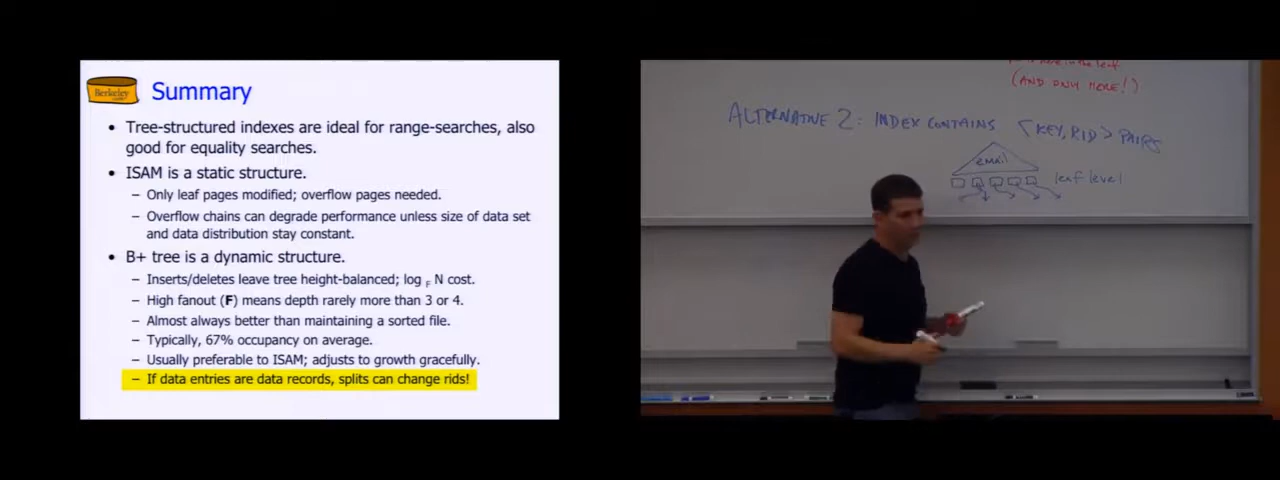 Berkeley
Summary
• Tree-structured indexes are ideal for range-searches, also
good for equality searches.
• ISAM is a static structure.
– Only leaf pages modified; overflow pages needed.
– Overflow chains can degrade performance unless size of data set
and data distribution stay constant.
• B+ tree is a dynamic structure.
– Inserts/deletes leave tree height-balanced; log F N cost.
– High fanout (F) means depth rarely more than 3 or 4.
– Almost always better than maintaining a sorted file.
– Typically, 67% occupancy on average.
– Usually preferable to ISAM; adjusts to growth gracefully.
– If data entries are data records, splits can change rids!
in the leaf
(AND ONLY HERE!)
ALTERNATIVE 2: INDEX CONTAINS <KEY, RID> PAIRS
email
leaf level